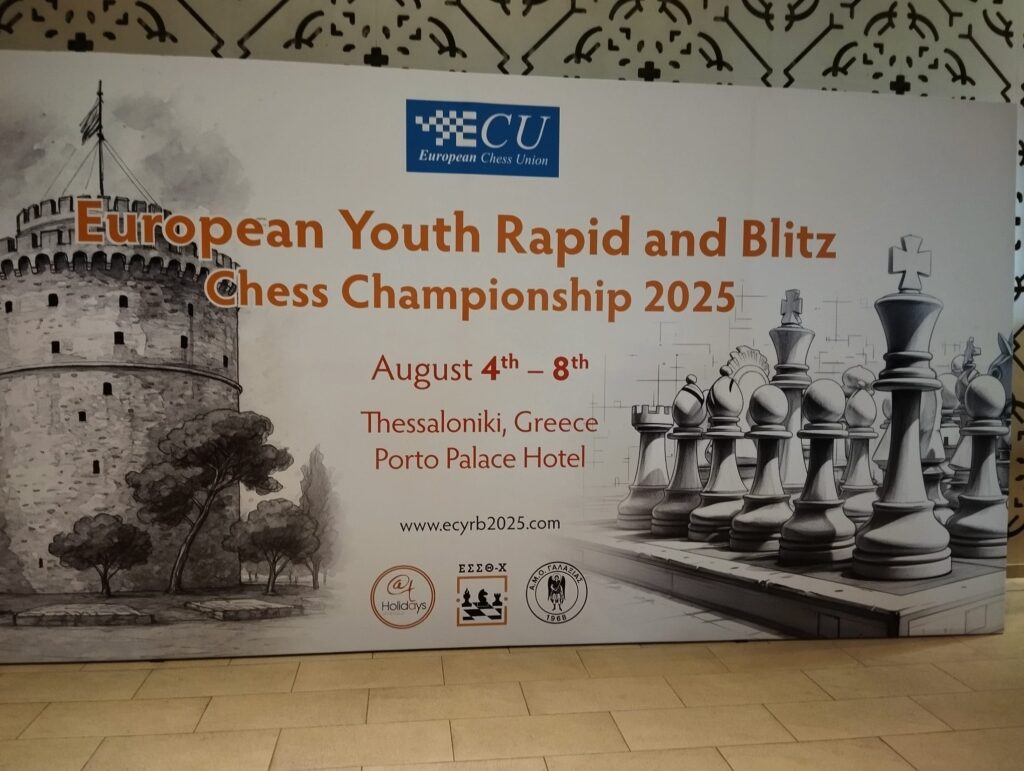 ECU
European Chess Union
European Youth Rapid and Blitz
Chess Championship 2025
August 4th – 8th
Thessaloniki, Greece
Porto Palace Hotel
www.ecyrb2025.com
@t
Holidays
ΕΣΣΘ-Χ
Α.Μ.Ο. ΓΑΛΑΞΙΑΣ
1968